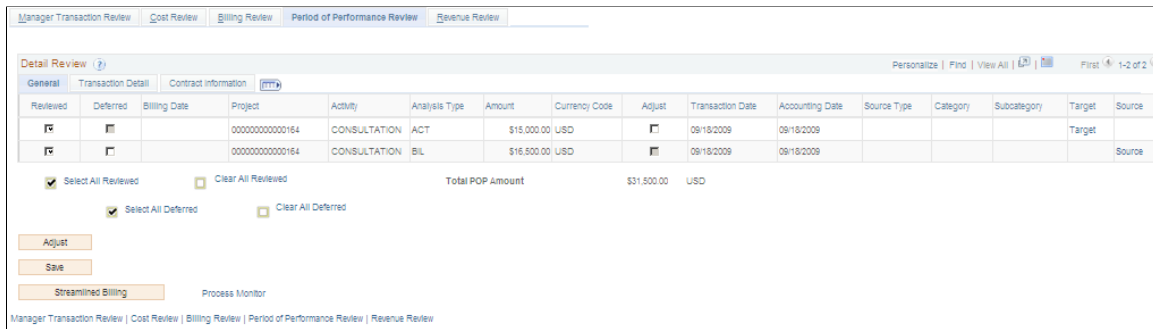 Manager Transaction Review Cost Review Billing Review Period of Performance Review Revenue Review
Detail Review ? Personalize | Find | View All | | First 1-2 of 2
General Transaction Detail Contract Information
Reviewed Deferred Billing Date Project Activity Analysis Type Amount Currency Code Adjust Transaction Date Accounting Date Source Type Category Subcategory Target Source
000000000000164 CONSULTATION ACT $15,000.00 USD 09/18/2009 09/18/2009 Target
000000000000164 CONSULTATION BIL $16,500.00 USD 09/18/2009 09/18/2009 Source
Select All Reviewed Clear All Reviewed Total POP Amount $31,500.00 USD
Select All Deferred Clear All Deferred
Adjust
Save
Streamlined Billing Process Monitor
Manager Transaction Review | Cost Review | Billing Review | Period of Performance Review | Revenue Review